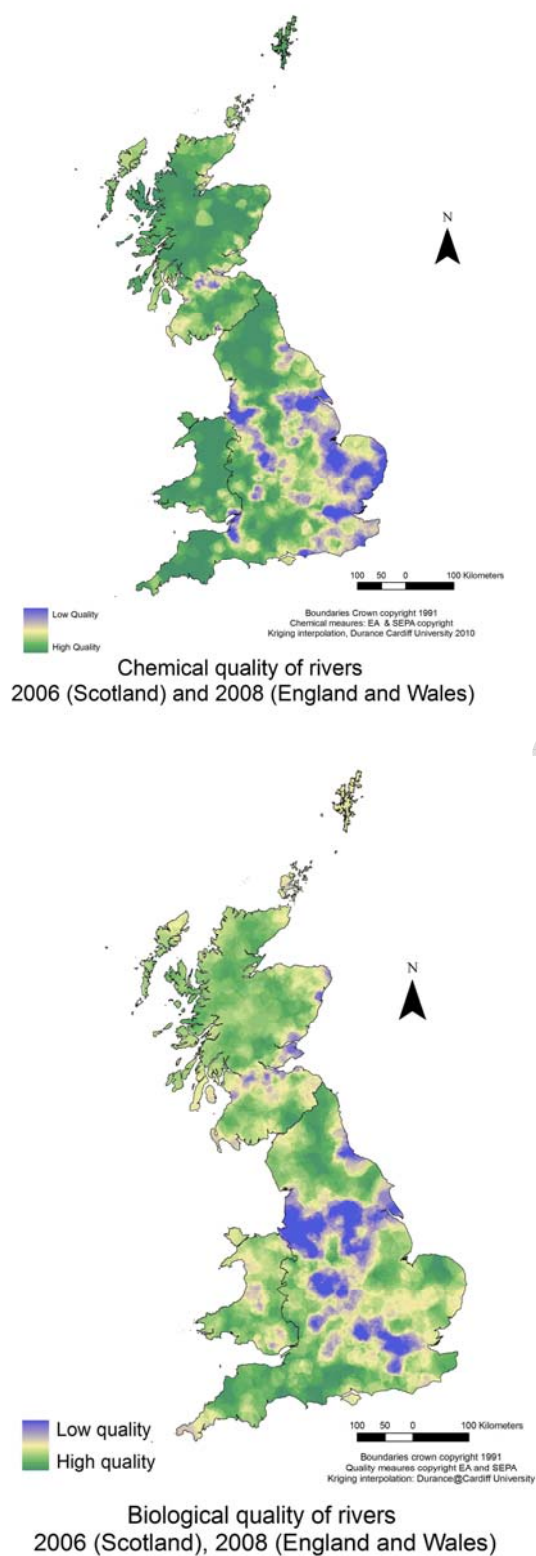 N
100 50 0 100 Kilometers
Low Quality
High Quality
Boundaries Crown copyright 1991
Chemical meaures: EA & SEPA copyright
Kriging interpolation, Durance Cardiff University 2010
Chemical quality of rivers
2006 (Scotland) and 2008 (England and Wales)
N
100 50 0 100 Kilometers
Low quality
High quality
Boundaries crown copyright 1991
Quality meaures copyright EA and SEPA
Kriging interpolation: Durance@Cardiff University
Biological quality of rivers
2006 (Scotland), 2008 (England and Wales)